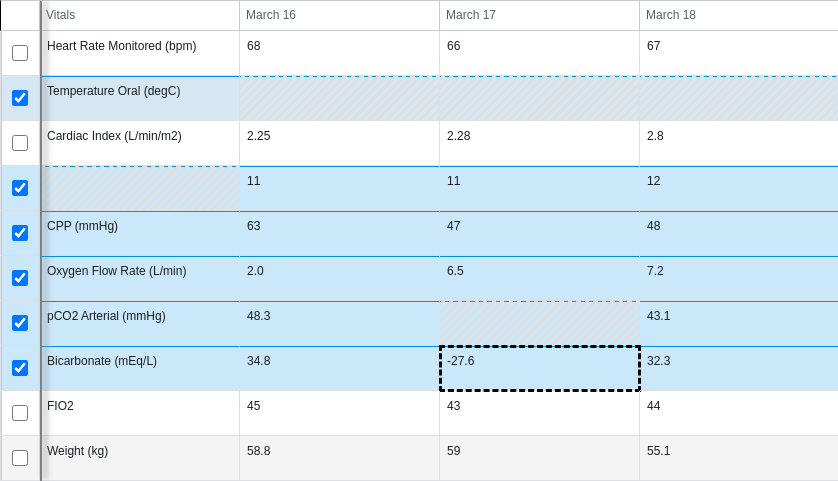 Vitals March 16 March 17 March 18
Heart Rate Monitored (bpm) 68 66 67
Temperature Oral (degC)
Cardiac Index (L/min/m2) 2.25 2.28 2.8
11 11 12
CPP (mmHg) 63 47 48
Oxygen Flow Rate (L/min) 2.0 6.5 7.2
pCO2 Arterial (mmHg) 48.3 43.1
Bicarbonate (mEq/L) 34.8 -27.6 32.3
FIO2 45 43 44
Weight (kg) 58.8 59 55.1